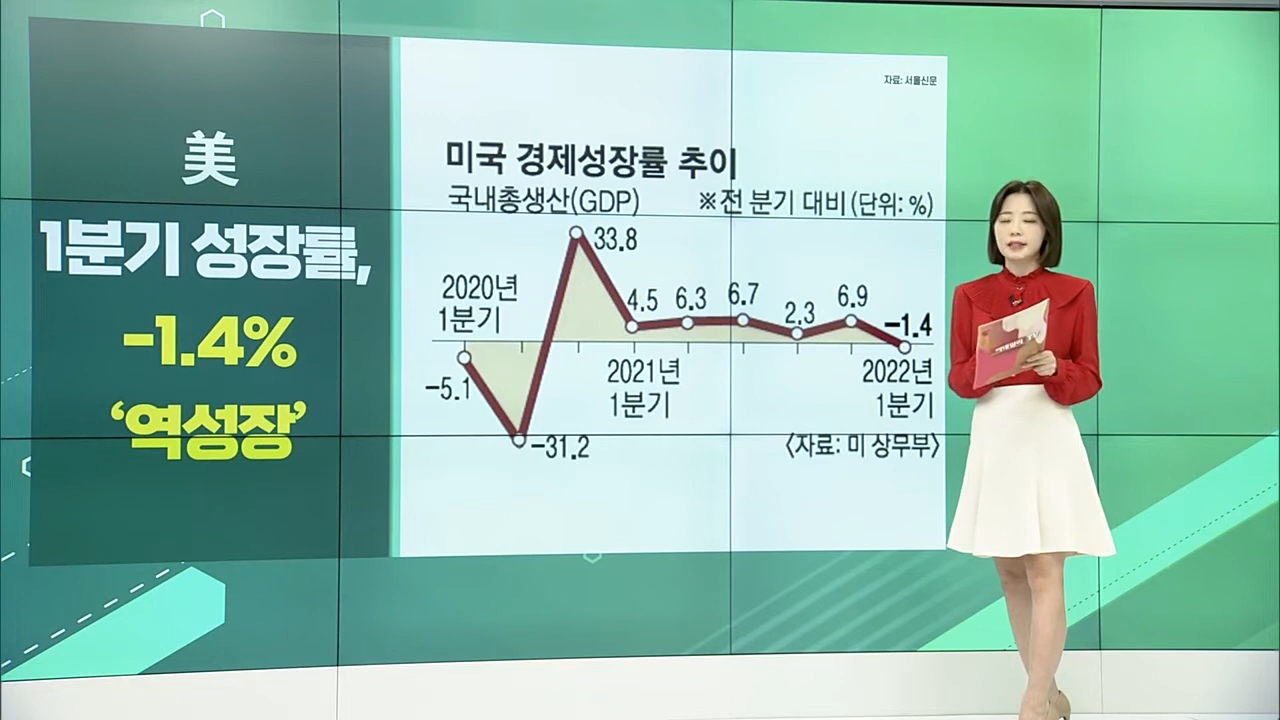 美
1분기 성장률,
-1.4%
‘역성장’
자료: 서울신문
미국 경제성장률 추이
국내총생산(GDP) ※전 분기 대비 (단위: %)
33.8
2020년
1분기
4.5 6.3 6.7 2.3 6.9 -1.4
-5.1
2021년
1분기
2022년
1분기
-31.2
〈자료: 미 상무부〉